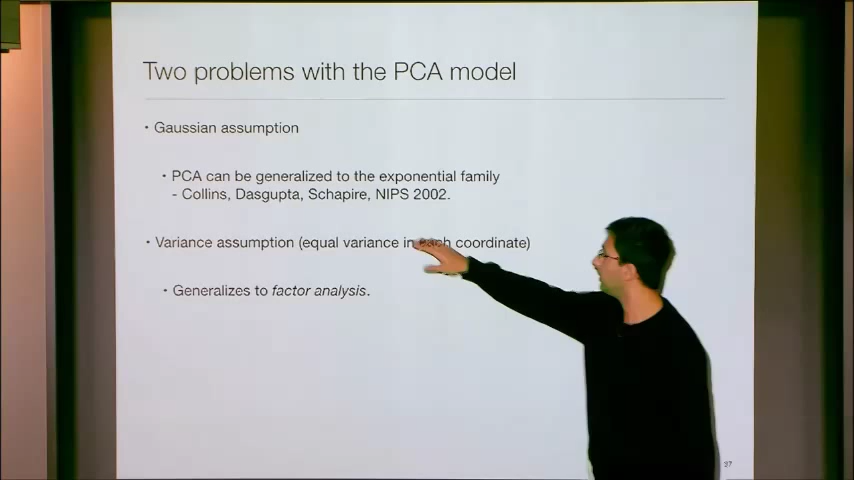 Two problems with the PCA model
• Gaussian assumption
• PCA can be generalized to the exponential family
- Collins, Dasgupta, Schapire, NIPS 2002.
• Variance assumption (equal variance in each coordinate)
• Generalizes to factor analysis.
27